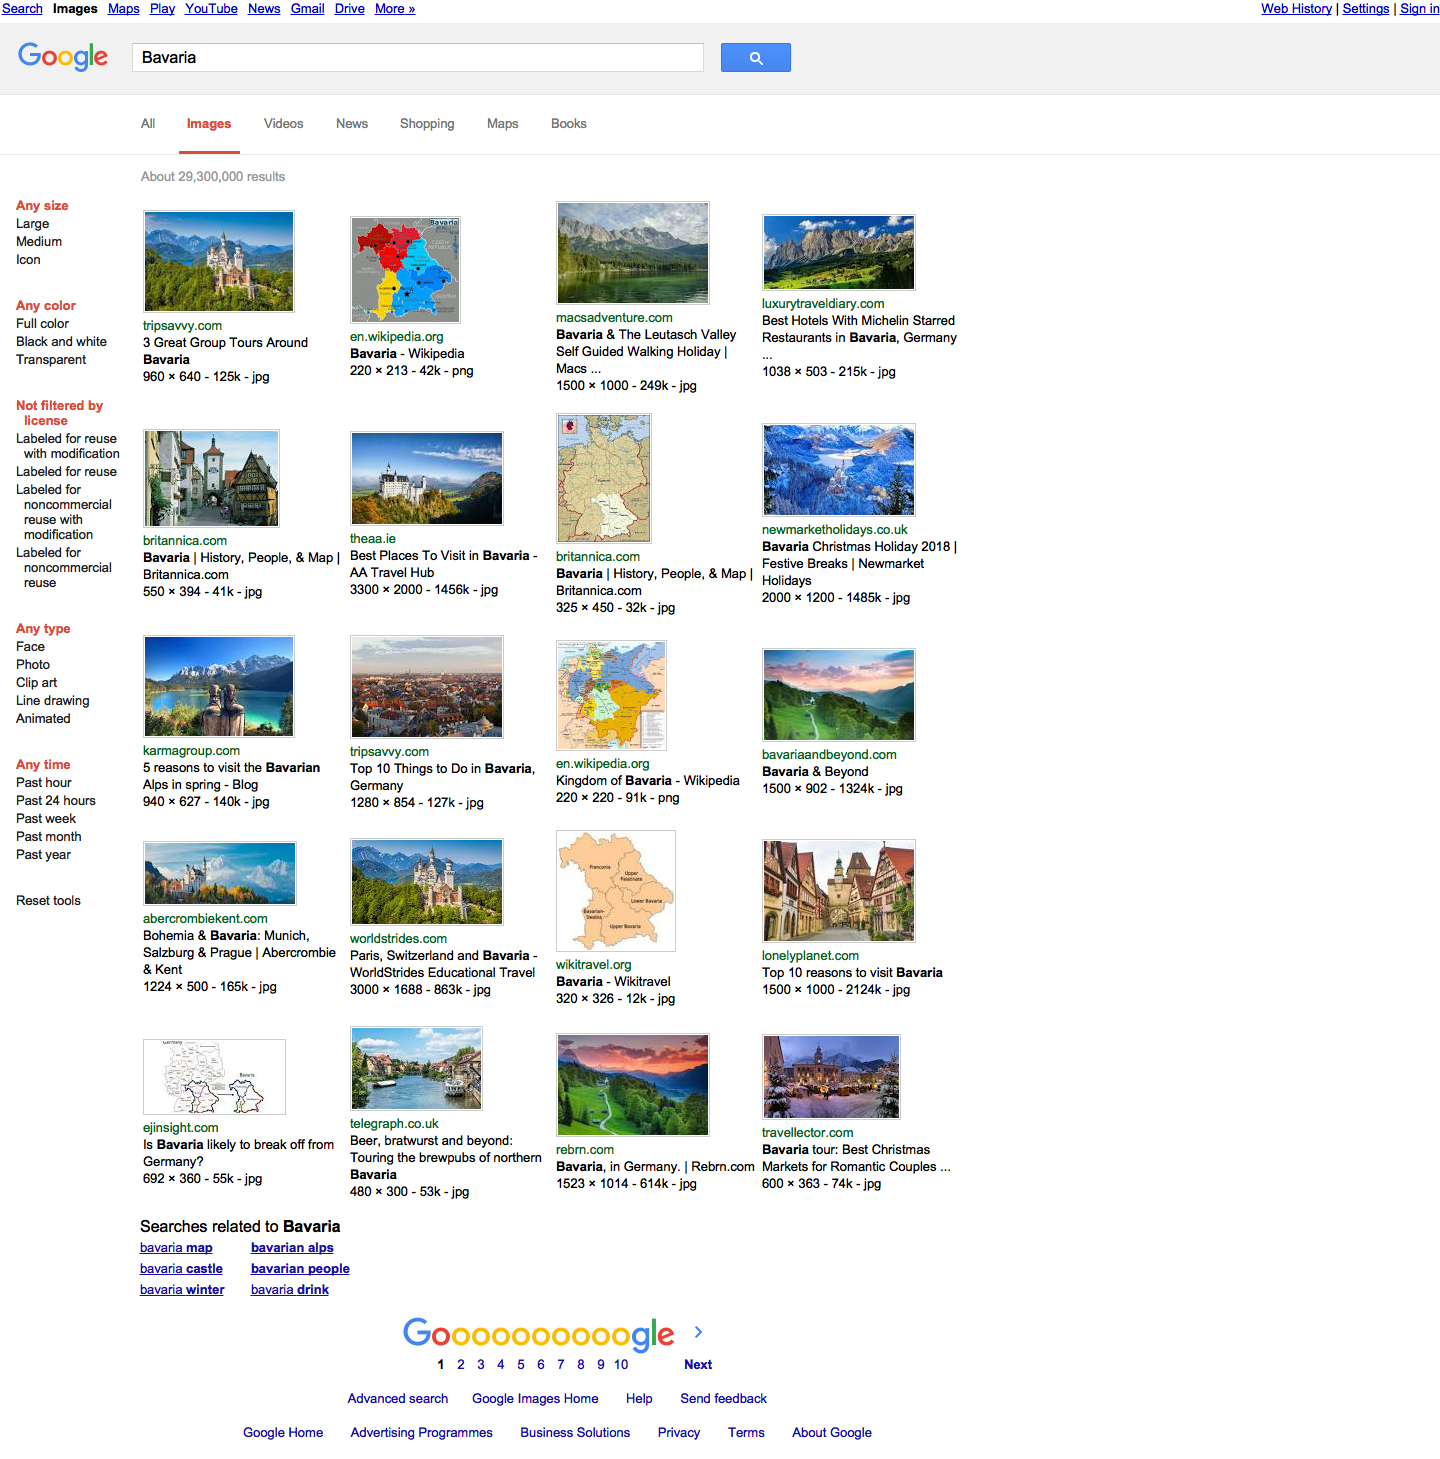 Search Images Maps Play YouTube News Gmail Drive More » Web History | Settings | Sign in
Google Bavaria
All Images Videos News Shopping Maps Books
About 29,300,000 results
Any size
Large
Medium
Icon
Any color
Full color
Black and white
Transparent
Not filtered by
license
Labeled for reuse
with modification
Labeled for reuse
Labeled for
noncommercial
reuse with
modification
Labeled for
noncommercial
reuse
Any type
Face
Photo
Clip art
Line drawing
Animated
Any time
Past hour
Past 24 hours
Past week
Past month
Past year
Reset tools
tripsavvy.com
3 Great Group Tours Around
Bavaria
960 × 640 - 125k - jpg
Bavaria
en.wikipedia.org
Bavaria - Wikipedia
220 × 213 - 42k - png
macsadventure.com
Bavaria & The Leutasch Valley
Self Guided Walking Holiday |
Macs ...
1500 × 1000 - 249k - jpg
luxurytraveldiary.com
Best Hotels With Michelin Starred
Restaurants in Bavaria, Germany
...
1038 × 503 - 215k - jpg
britannica.com
Bavaria | History, People, & Map |
Britannica.com
550 × 394 - 41k - jpg
theaa.ie
Best Places To Visit in Bavaria -
AA Travel Hub
3300 × 2000 - 1456k - jpg
britannica.com
Bavaria | History, People, & Map |
Britannica.com
325 × 450 - 32k - jpg
newmarketholidays.co.uk
Bavaria Christmas Holiday 2018 |
Festive Breaks | Newmarket
Holidays
2000 × 1200 - 1485k - jpg
karmagroup.com
5 reasons to visit the Bavarian
Alps in spring - Blog
940 × 627 - 140k - jpg
tripsavvy.com
Top 10 Things to Do in Bavaria,
Germany
1280 × 854 - 127k - jpg
en.wikipedia.org
Kingdom of Bavaria - Wikipedia
220 × 220 - 91k - png
bavariaandbeyond.com
Bavaria & Beyond
1500 × 902 - 1324k - jpg
abercrombiekent.com
Bohemia & Bavaria: Munich,
Salzburg & Prague | Abercrombie
& Kent
1224 × 500 - 165k - jpg
worldstrides.com
Paris, Switzerland and Bavaria -
WorldStrides Educational Travel
3000 × 1688 - 863k - jpg
Franconia
Upper
Palatinate
Lower Bavaria
Bavarian-
Swabia
Upper Bavaria
wikitravel.org
Bavaria - Wikitravel
320 × 326 - 12k - jpg
lonelyplanet.com
Top 10 reasons to visit Bavaria
1500 × 1000 - 2124k - jpg
Germany
Bavaria
ejinsight.com
Is Bavaria likely to break off from
Germany?
692 × 360 - 55k - jpg
telegraph.co.uk
Beer, bratwurst and beyond:
Touring the brewpubs of northern
Bavaria
480 × 300 - 53k - jpg
rebrn.com
Bavaria, in Germany. | Rebrn.com
1523 × 1014 - 614k - jpg
travellector.com
Bavaria tour: Best Christmas
Markets for Romantic Couples ...
600 × 363 - 74k - jpg
Searches related to Bavaria
bavaria map bavarian alps
bavaria castle bavarian people
bavaria winter bavaria drink
Goooooooooogle
1 2 3 4 5 6 7 8 9 10 Next
Advanced search Google Images Home Help Send feedback
Google Home Advertising Programmes Business Solutions Privacy Terms About Google